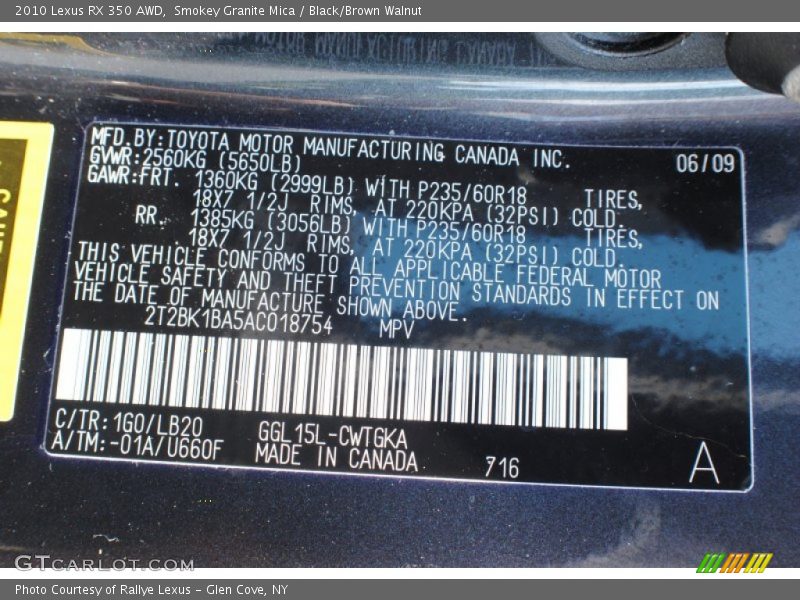 2010 Lexus RX 350 AWD, Smokey Granite Mica / Black/Brown Walnut
MFD. BY: TOYOTA MOTOR MANUFACTURING CANADA INC. 06/09
GVWR: 2560KG (5650LB)
GAWR: FRT. 1360KG (2999LB) WITH P235/60R18 TIRES,
18X7 1/2J RIMS, AT 220KPA (32PSI) COLD.
RR. 1385KG (3056LB) WITH P235/60R18 TIRES,
18X7 1/2J RIMS, AT 220KPA (32PSI) COLD.
THIS VEHICLE CONFORMS TO ALL APPLICABLE FEDERAL MOTOR
VEHICLE SAFETY AND THEFT PREVENTION STANDARDS IN EFFECT ON
THE DATE OF MANUFACTURE SHOWN ABOVE.
2T2BK1BA5AC018754 MPV
C/TR: 1G0/LB20 GGL15L-CWTGKA
A/TM: -01A/U660F MADE IN CANADA 716 A
GTCARLOT.COM
Photo Courtesy of Rallye Lexus - Glen Cove, NY